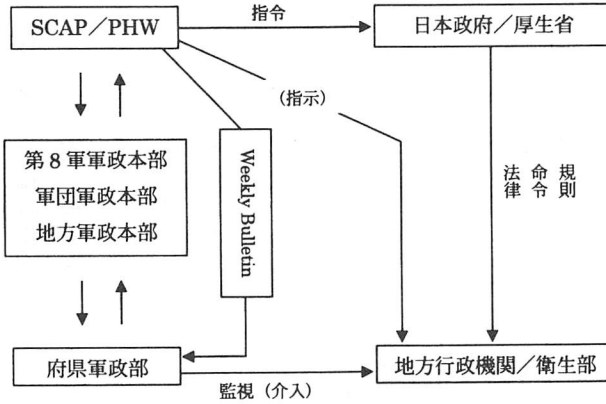 SCAP/PHW
指令
日本政府/厚生省
(指示)
第8軍軍政本部
軍団軍政本部
地方軍政本部
Weekly Bulletin
規則
命令
法律
府県軍政部
監視(介入)
地方行政機関/衛生部